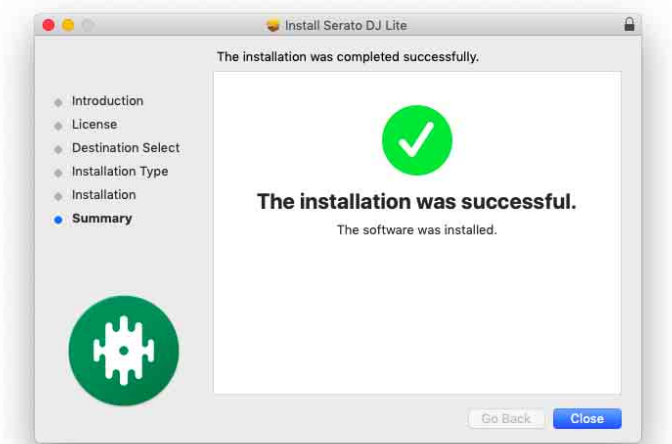 Install Serato DJ Lite
The installation was completed successfully.
Introduction
License
Destination Select
Installation Type
Installation
Summary
The installation was successful.
The software was installed.
Go Back
Close